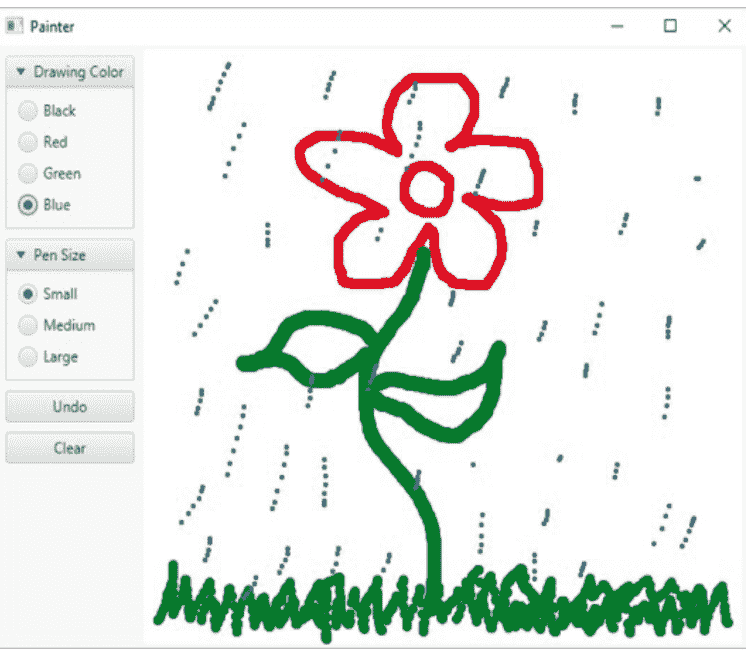 Painter
Drawing Color
Black
Red
Green
Blue
Pen Size
Small
Medium
Large
Undo
Clear